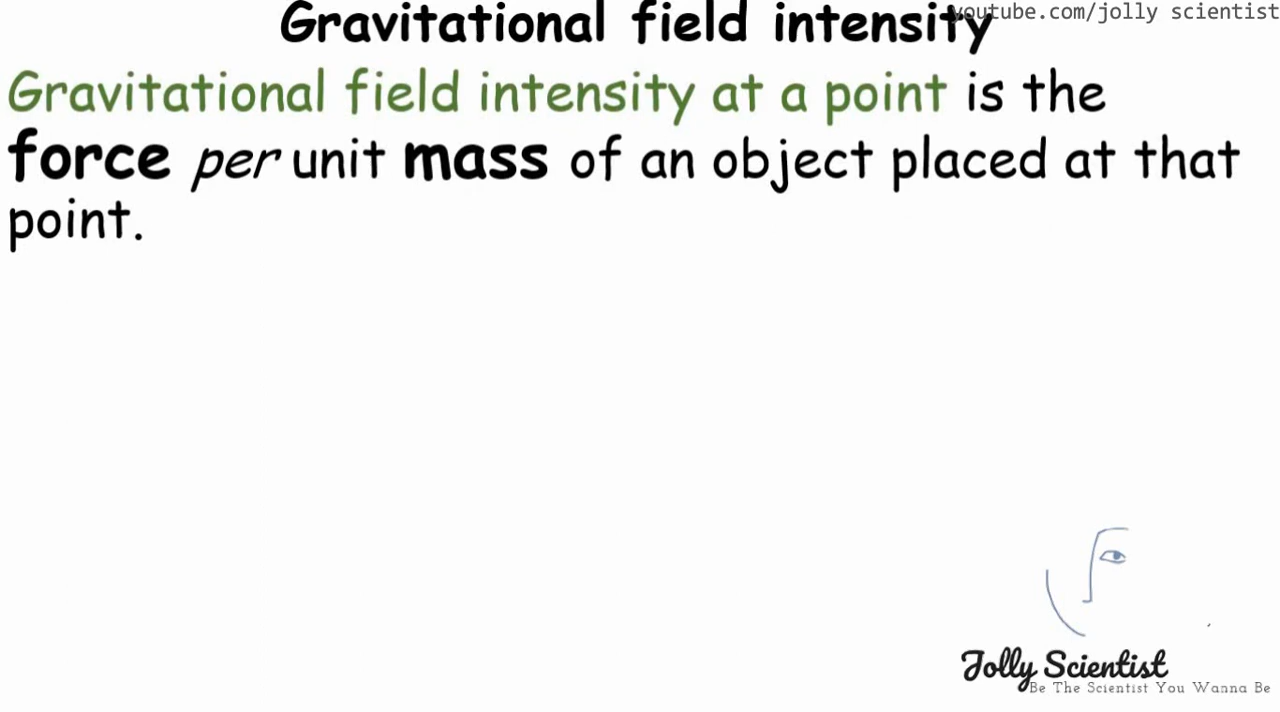 youtube.com/jolly scientist
Gravitational field intensity
Gravitational field intensity at a point is the
force per unit mass of an object placed at that
point.
Jolly Scientist
Be The Scientist You Wanna Be